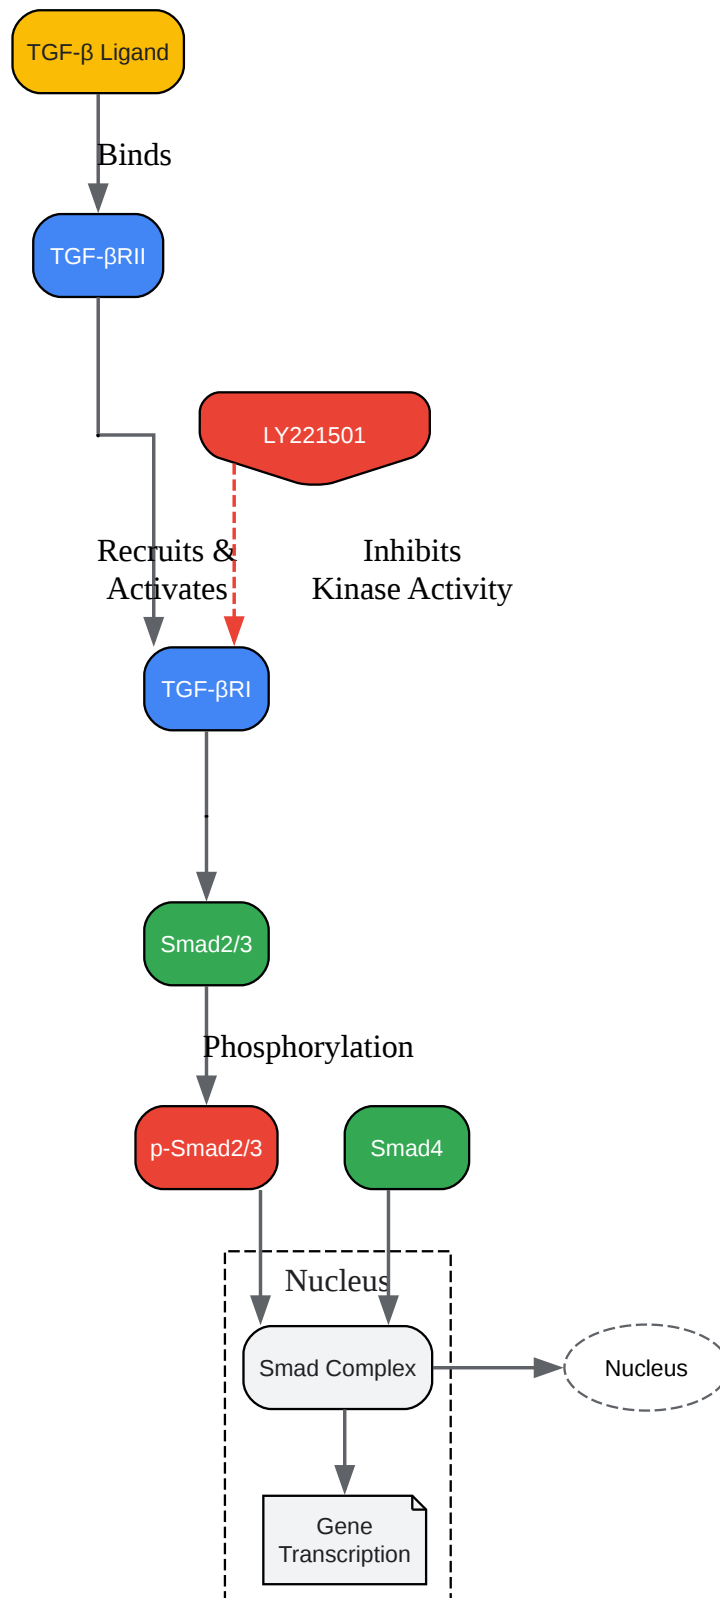 TGF-β Ligand
Binds
TGF-βRII
LY221501
Recruits &
Activates
Inhibits
Kinase Activity
TGF-βRI
Smad2/3
Phosphorylation
p-Smad2/3
Smad4
Nucleus
Smad Complex
Nucleus
Gene
Transcription